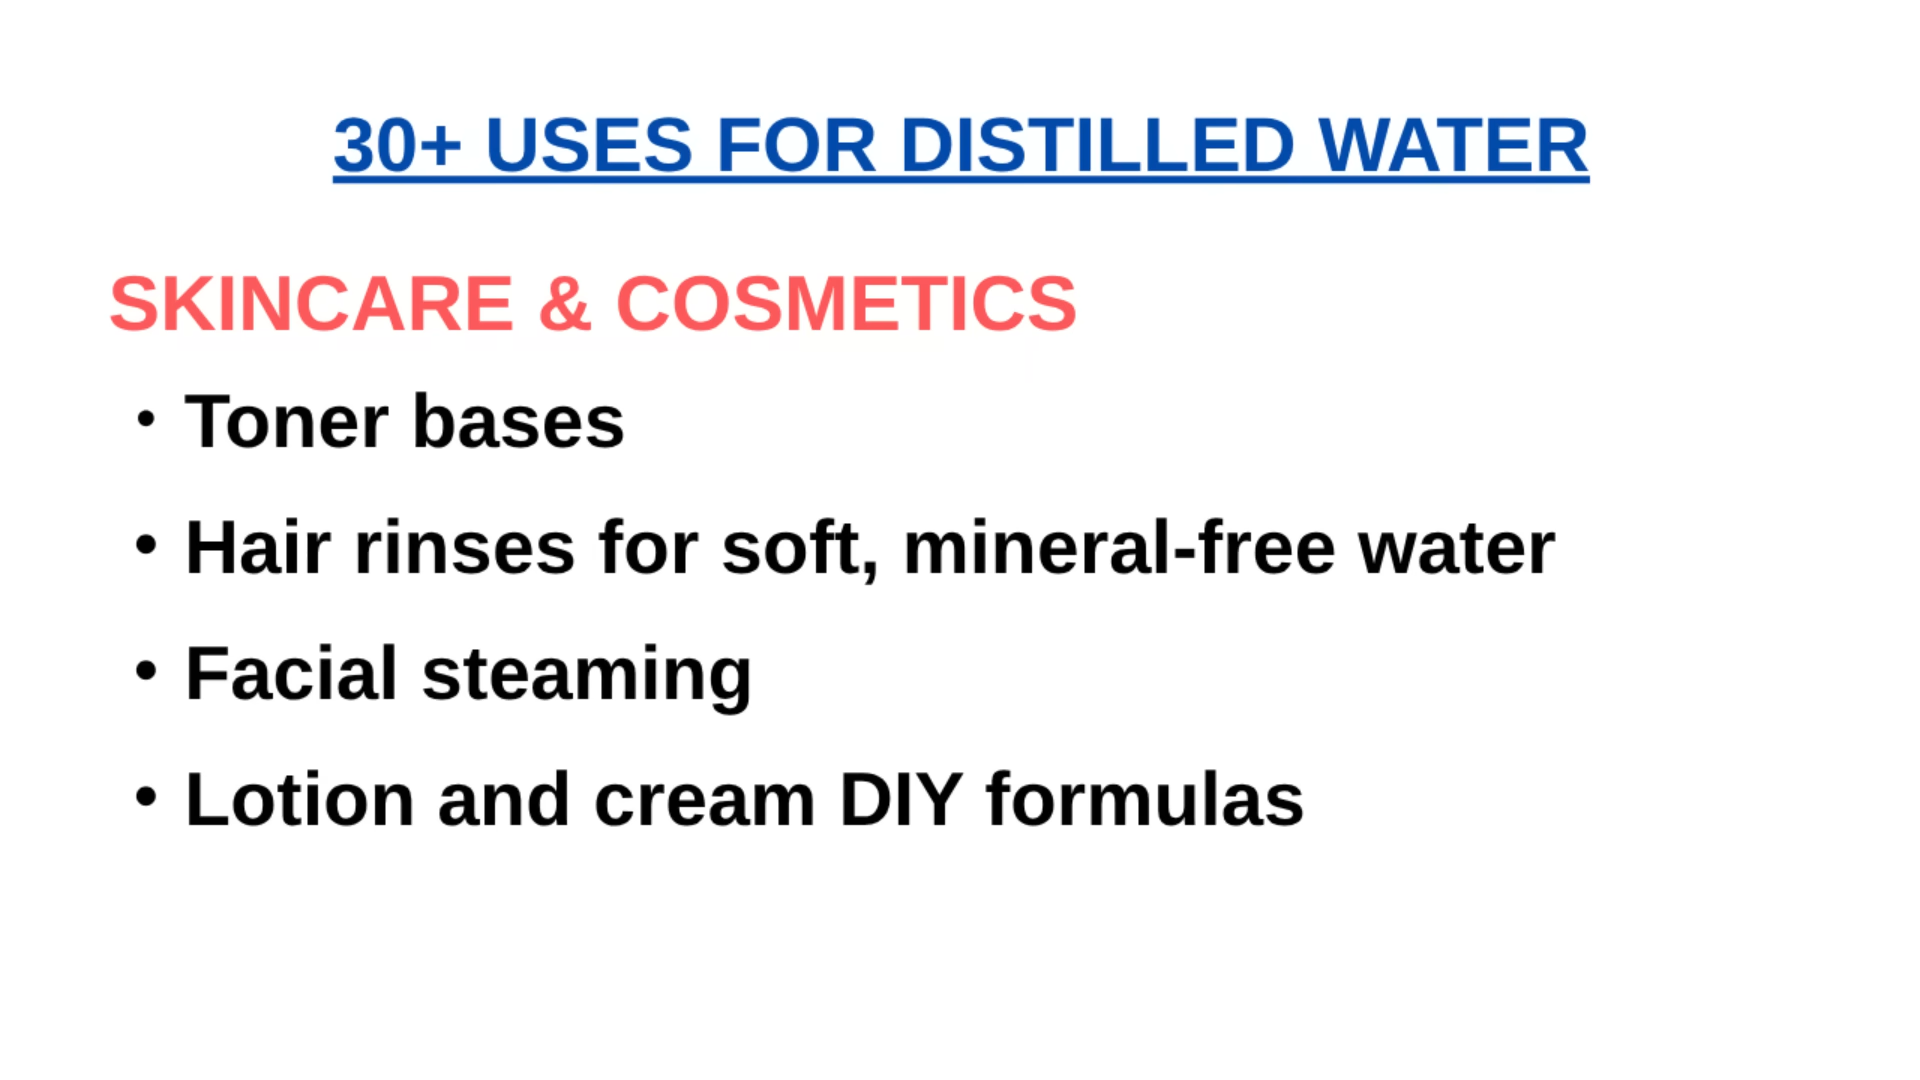 30+ USES FOR DISTILLED WATER
SKINCARE & COSMETICS
• Toner bases
• Hair rinses for soft, mineral-free water
• Facial steaming
• Lotion and cream DIY formulas